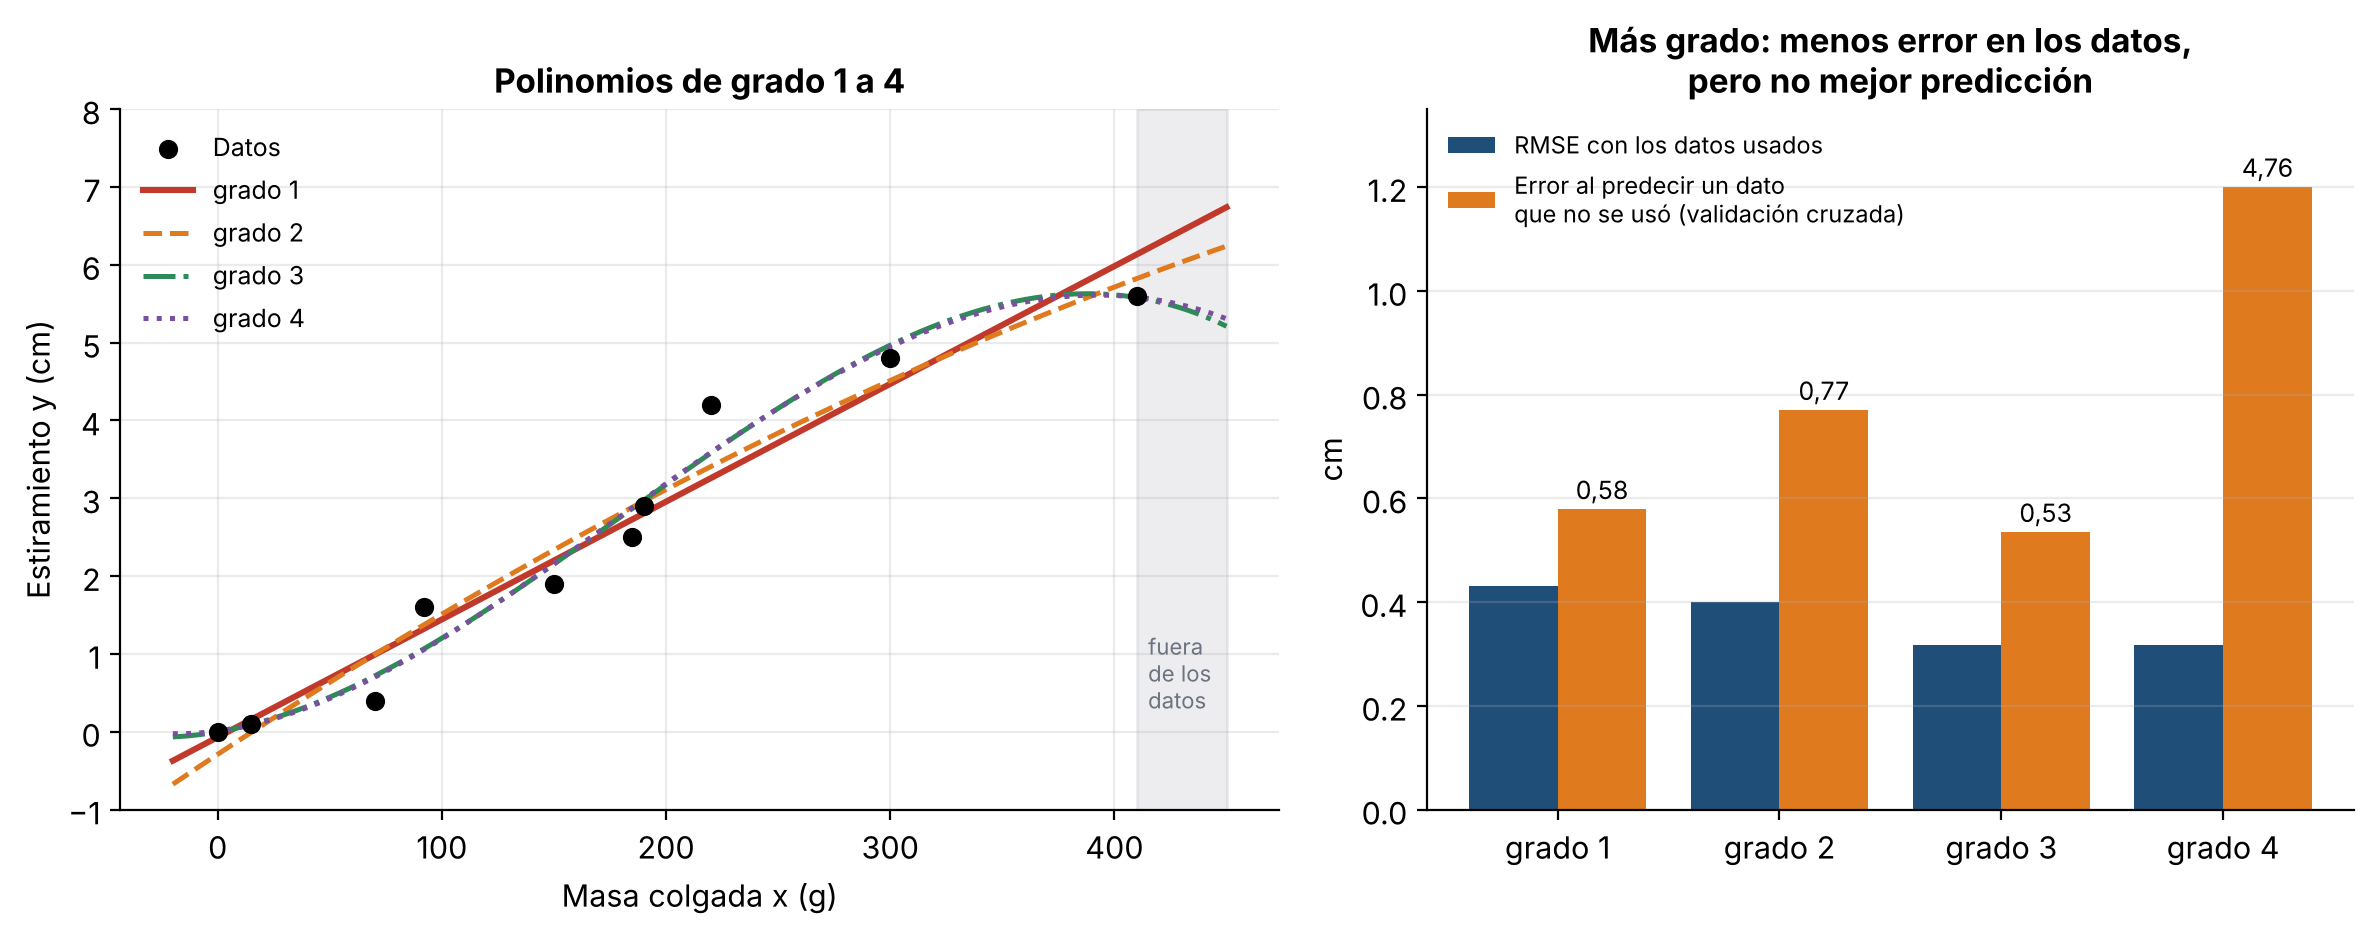 Polinomios de grado 1 a 4
8
7
6
5
4
3
2
1
0
−1
Estiramiento y (cm)
Datos
grado 1
grado 2
grado 3
grado 4
fuera
de los
datos
0
100
200
300
400
Masa colgada x (g)
Más grado: menos error en los datos,
pero no mejor predicción
1.2
1.0
0.8
0.6
0.4
0.2
0.0
cm
RMSE con los datos usados
Error al predecir un dato
que no se usó (validación cruzada)
0,58
0,77
0,53
4,76
grado 1
grado 2
grado 3
grado 4